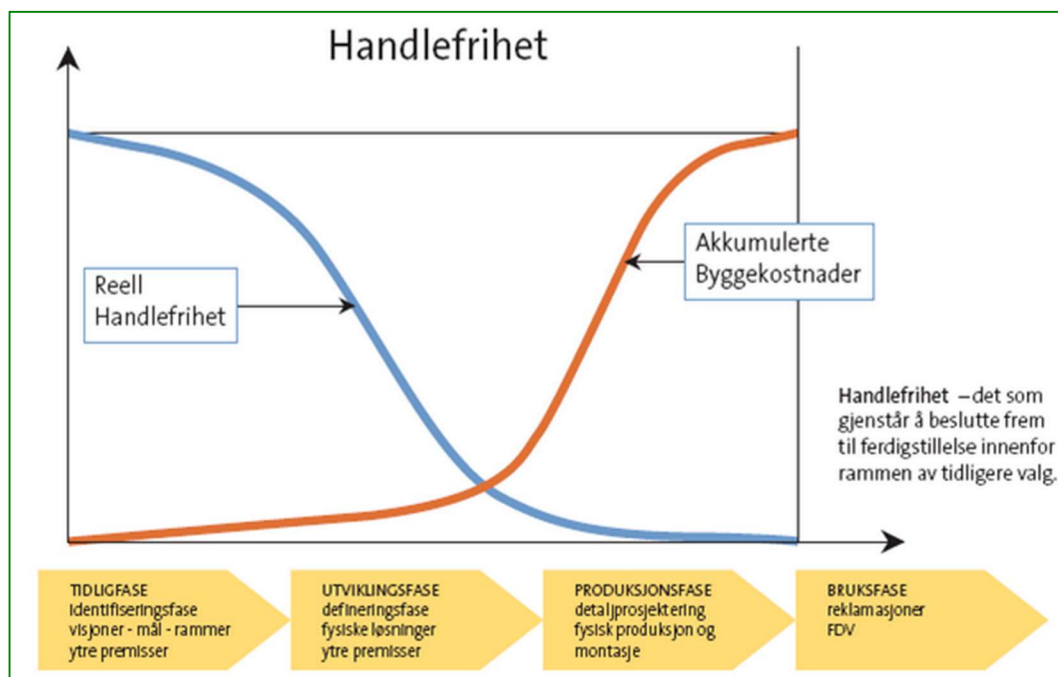 Handlefrihet
Reell
Handlefrihet
Akkumulerte
Byggekostnader
Handlefrihet – det som
gjenstår å beslutte frem
til ferdigstillelse innenfor
rammen av tidligere valg.
TIDLIGFASE
identifiseringsfase
visjoner - mål - rammer
ytre premisser
UTVIKLINGSFASE
defineringsfase
fysiske løsninger
ytre premisser
PRODUKSJONSFASE
detaljprosjektering
fysisk produksjon og
montasje
BRUKSFASE
reklamasjoner
FDV